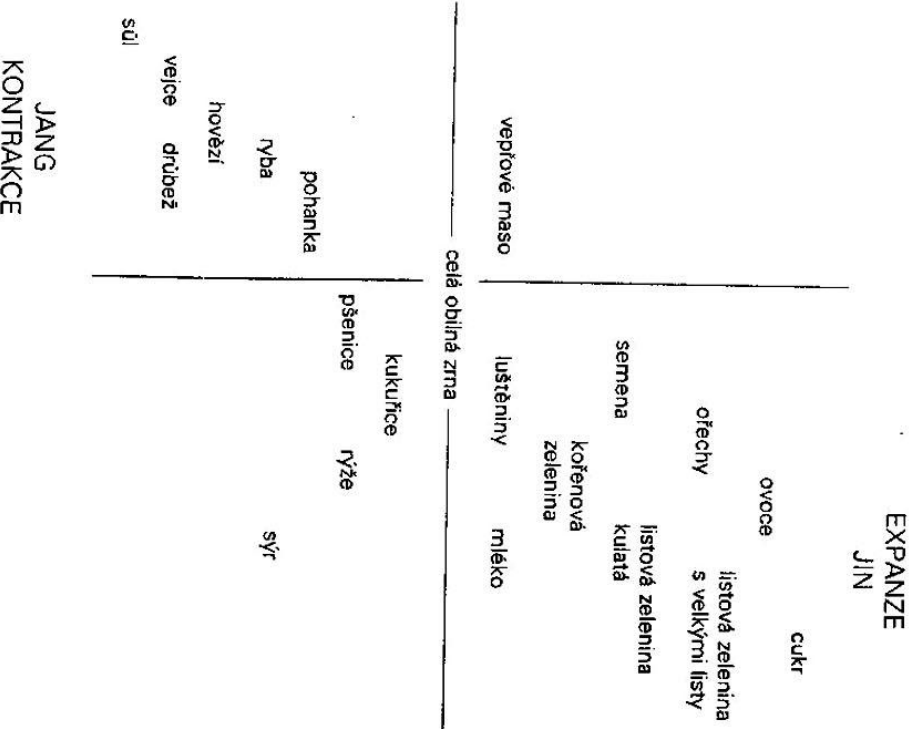 EXPANZE
JIN
cukr
ovoce
listová zelenina
s velkými listy
ořechy
listová zelenina
kulatá
semena
kořenová
zelenina
vepřové maso
luštěniny
mléko
celá obilná zrna
kukuřice
pšenice
rýže
pohanka
ryba
sýr
hovězí
vejce
drůbež
sůl
JANG
KONTRAKCE